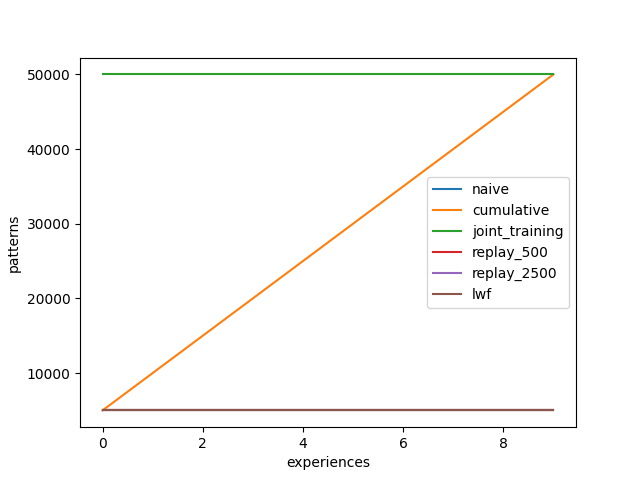 50000
40000
30000
20000
10000
patterns
0
2
4
6
8
experiences
naive
cumulative
joint_training
replay_500
replay_2500
lwf